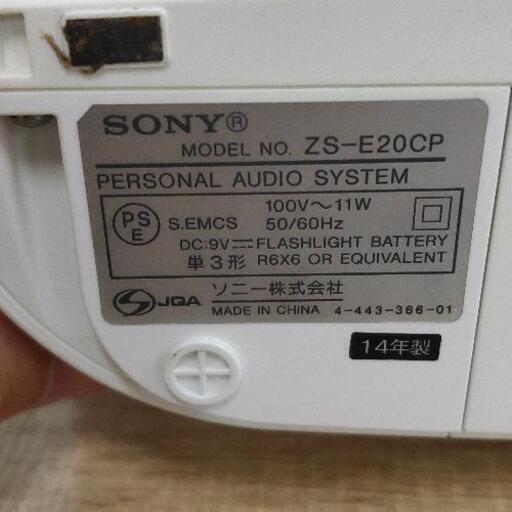 SONY®
MODEL NO. ZS-E20CP
PERSONAL AUDIO SYSTEM
PS
E
S.EMCS
100V～11W
50/60Hz
DC:9V⎓FLASHLIGHT BATTERY
単3形 R6X6 OR EQUIVALENT
JQA
ソニー株式会社
MADE IN CHINA 4-443-366-01
14年製